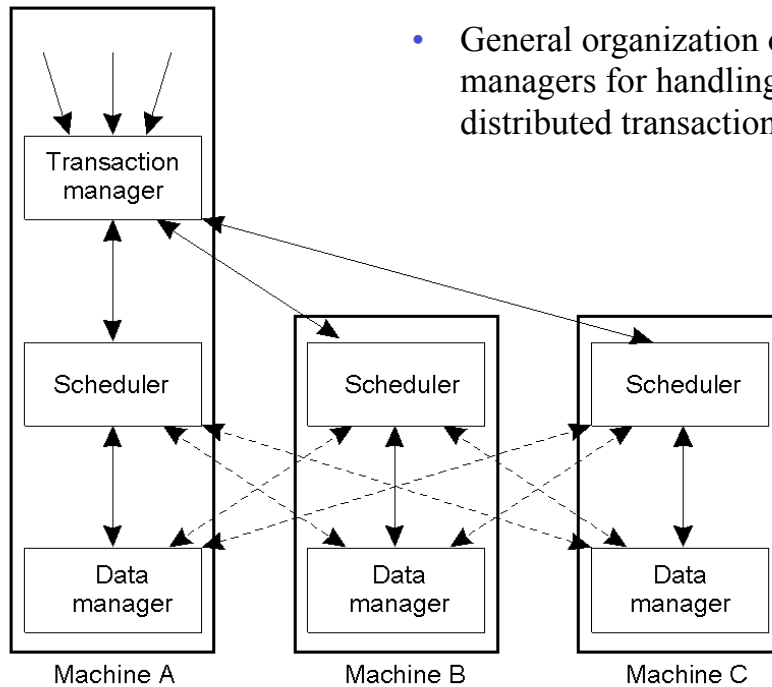 • General organization
managers for handling
distributed transaction
Transaction
manager
Scheduler
Scheduler
Scheduler
Data
manager
Data
manager
Data
manager
Machine A
Machine B
Machine C